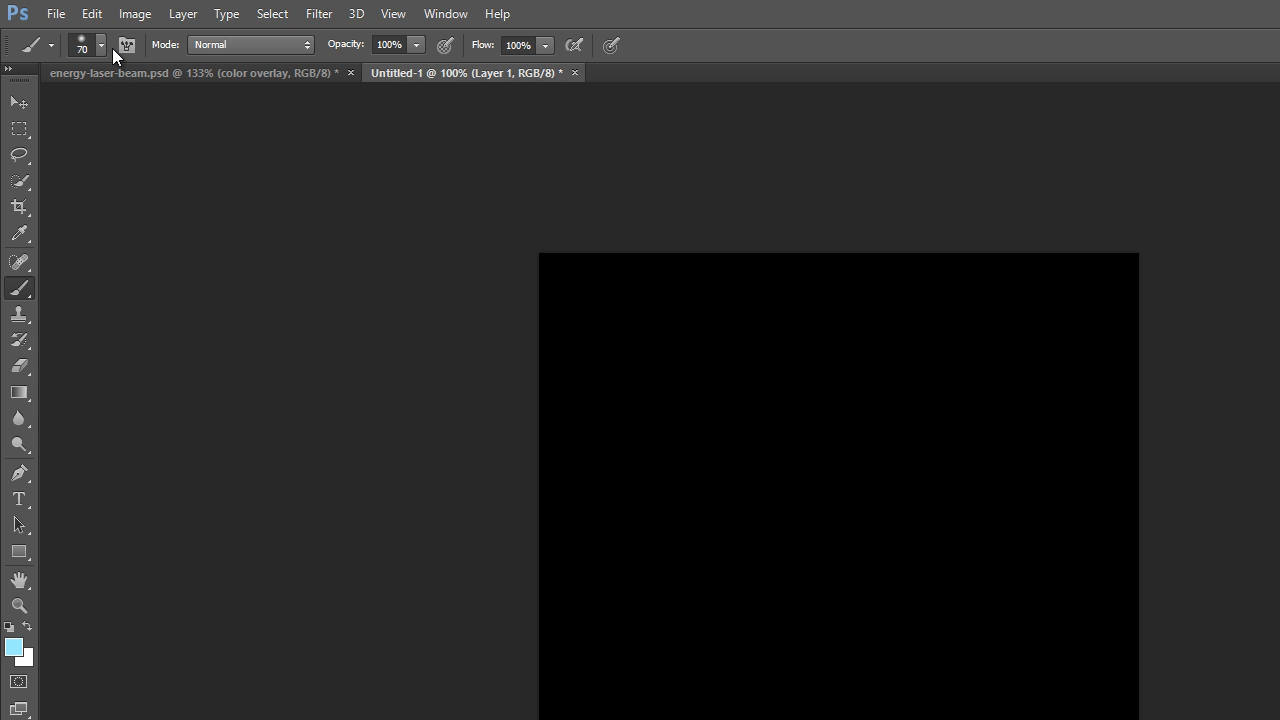 Ps File Edit Image Layer Type Select Filter 3D View Window Help
70 Mode: Normal Opacity: 100% Flow: 100%
energy-laser-beam.psd @ 133% (color overlay, RGB/8) * × Untitled-1 @ 100% (Layer 1, RGB/8) * ×
T